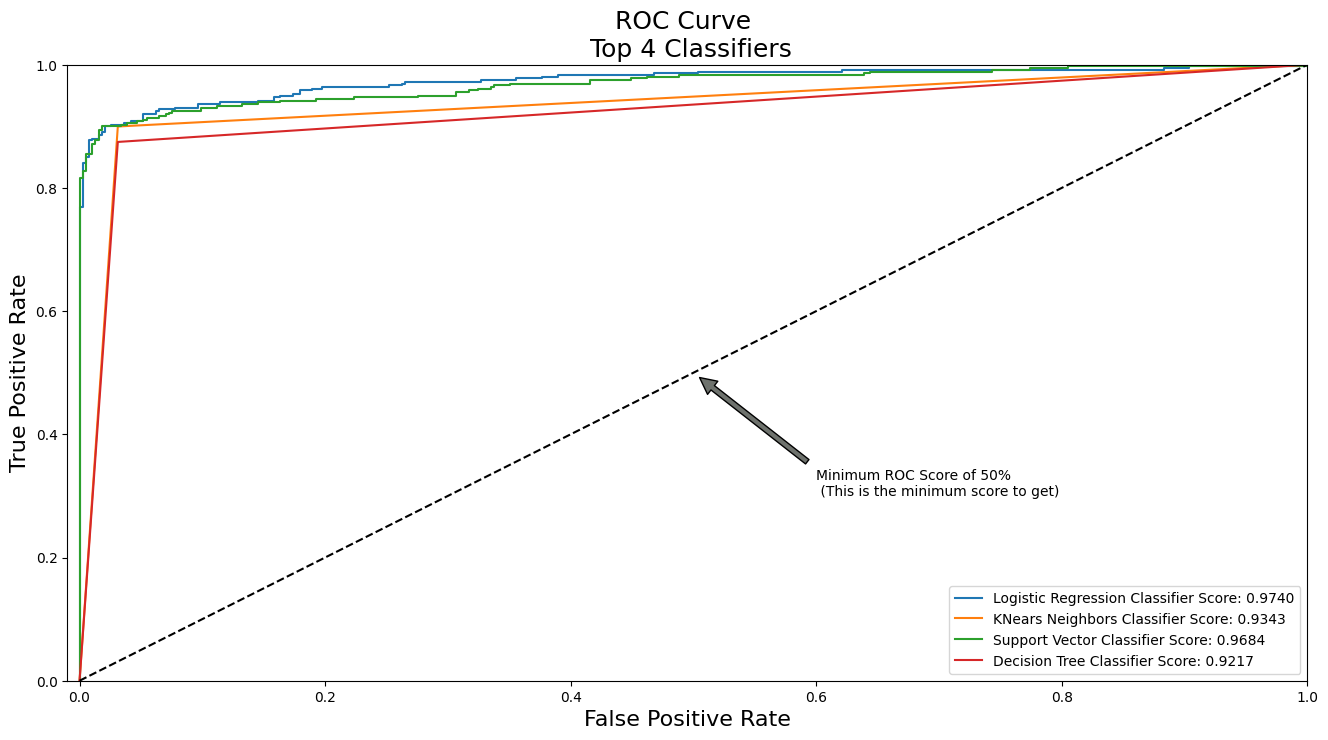 ROC Curve
Top 4 Classifiers
True Positive Rate
1.0
0.8
0.6
0.4
0.2
0.0
Minimum ROC Score of 50%
(This is the minimum score to get)
Logistic Regression Classifier Score: 0.9740
KNears Neighbors Classifier Score: 0.9343
Support Vector Classifier Score: 0.9684
Decision Tree Classifier Score: 0.9217
0.0 0.2 0.4 0.6 0.8 1.0
False Positive Rate